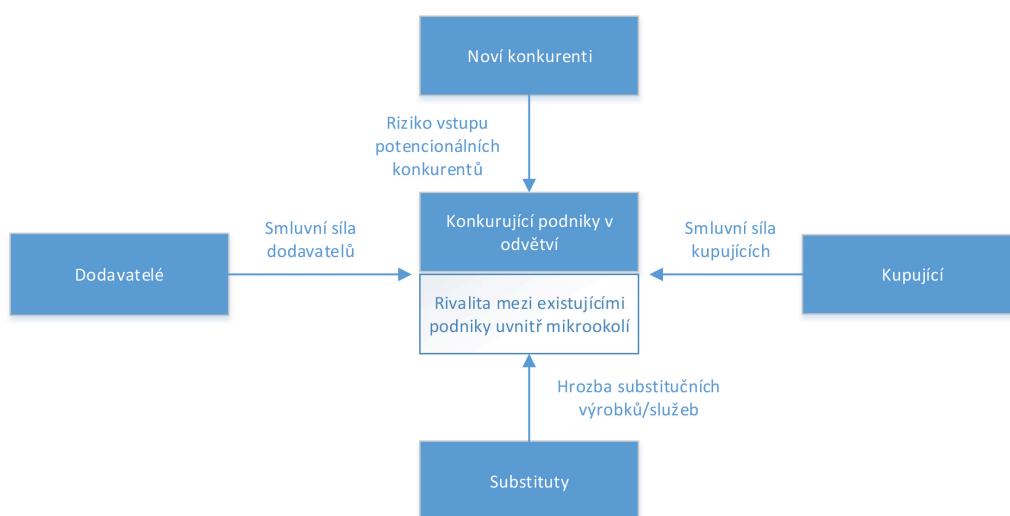 Noví konkurenti
Riziko vstupu
potencionálních
konkurentů
Smluvní síla
dodavatelů
Konkurující podniky v
odvětví
Smluvní síla
kupujících
Dodavatelé
Kupující
Rivalita mezi existujícími
podniky uvnitř mikrookolí
Hrozba substitučních
výrobků/služeb
Substituty